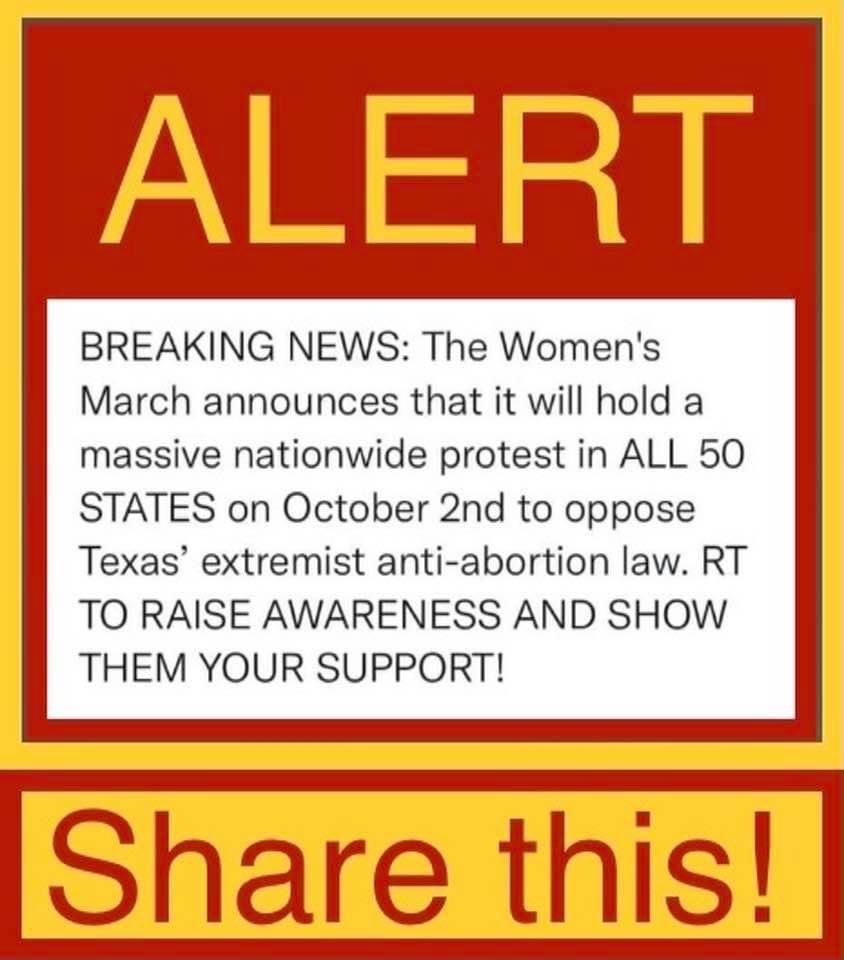 ALERT
BREAKING NEWS: The Women's
March announces that it will hold a
massive nationwide protest in ALL 50
STATES on October 2nd to oppose
Texas’ extremist anti-abortion law. RT
TO RAISE AWARENESS AND SHOW
THEM YOUR SUPPORT!
Share this!